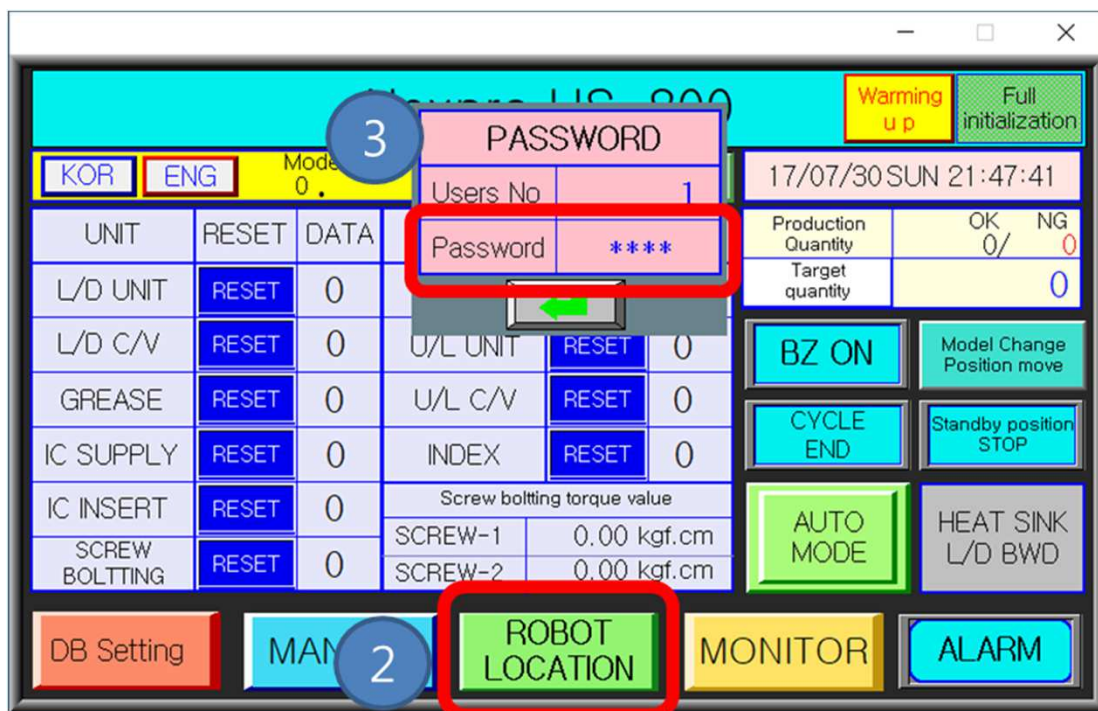 800
Warming
up
Full
initialization
3
PASSWORD
KOR
ENG
0.
Users No
1
17/07/30 SUN 21:47:41
Password
****
UNIT
RESET
DATA
Production
Quantity
OK
NG
0/
0
Target
quantity
0
L/D UNIT
RESET
0
L/D C/V
RESET
0
U/L UNIT
RESET
0
BZ ON
Model Change
Position move
GREASE
RESET
0
U/L C/V
RESET
0
CYCLE
END
Standby position
STOP
IC SUPPLY
RESET
0
INDEX
RESET
0
IC INSERT
RESET
0
Screw boltting torque value
SCREW-1
0.00 kgf.cm
SCREW-2
0.00 kgf.cm
AUTO
MODE
HEAT SINK
L/D BWD
SCREW
BOLTTING
RESET
0
DB Setting
2
ROBOT
LOCATION
MONITOR
ALARM